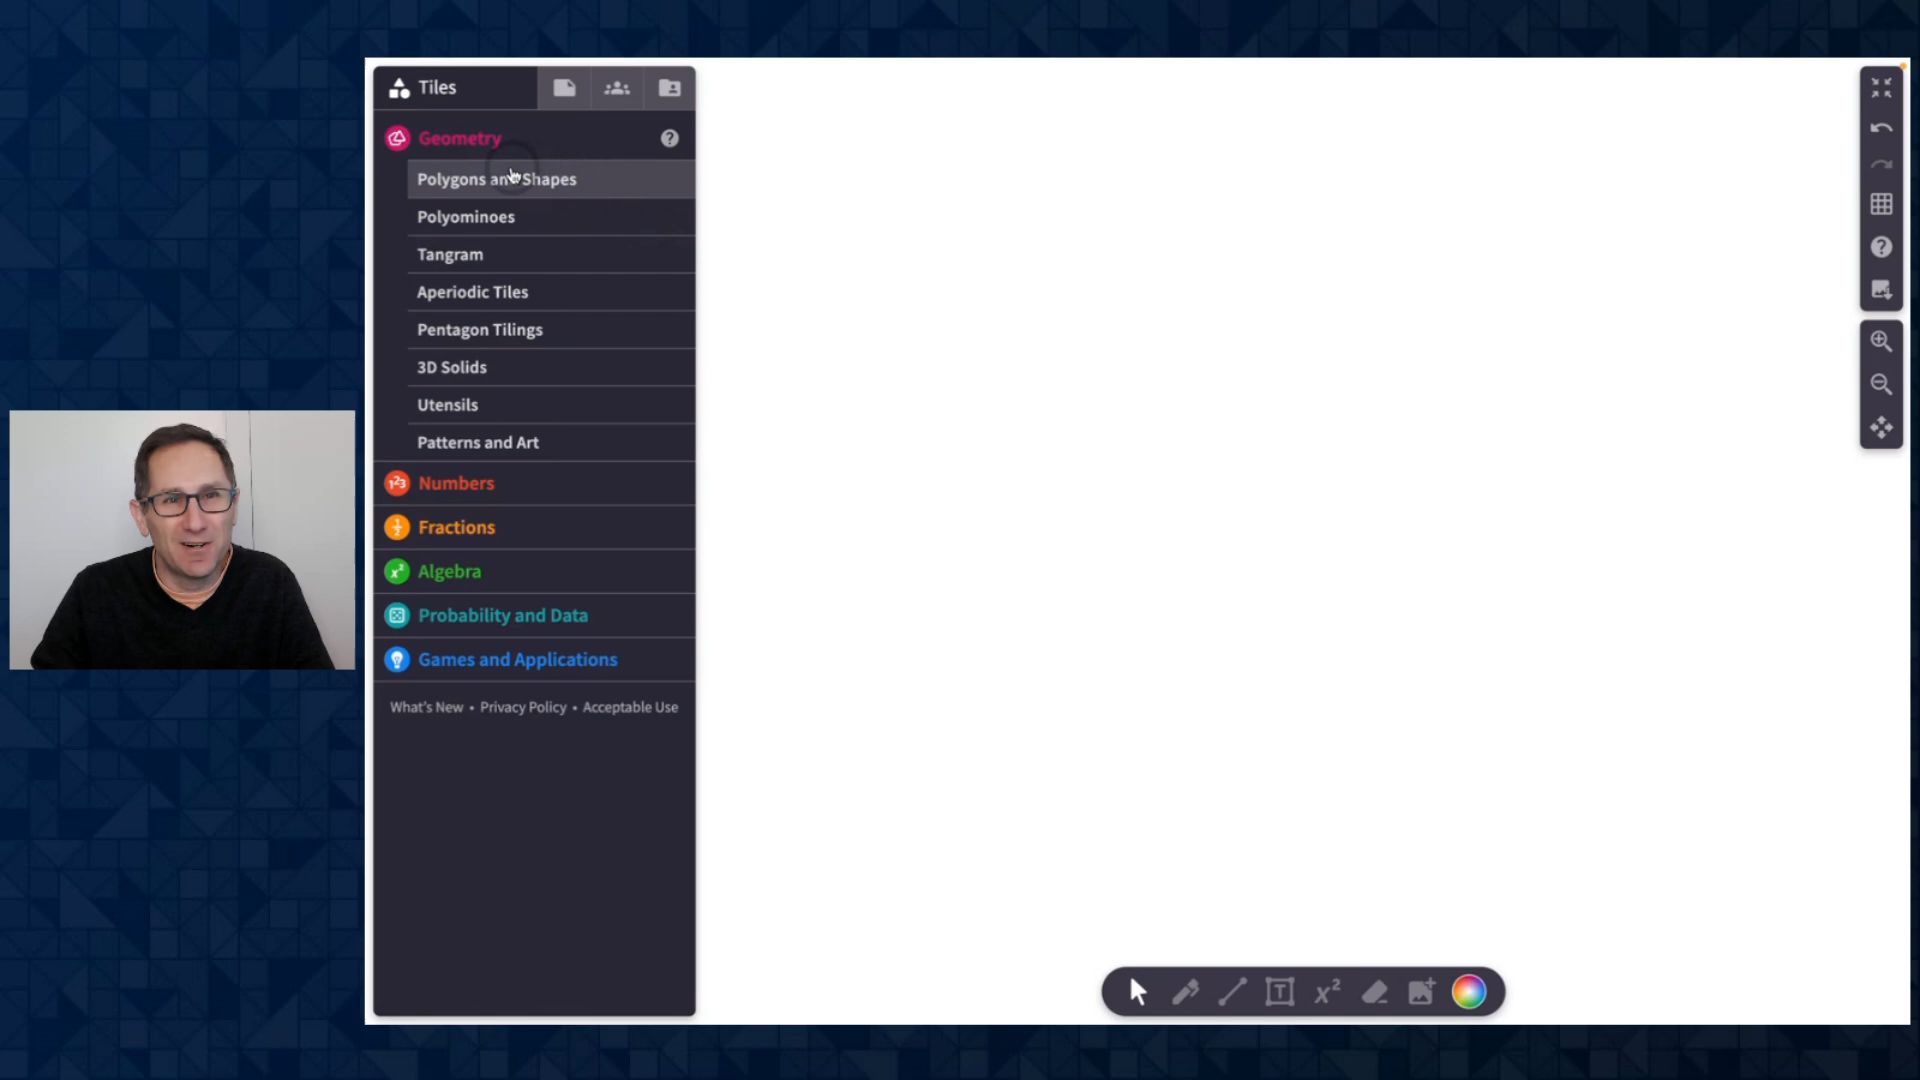 Tiles
Geometry
Polygons and Shapes
Polyominoes
Tangram
Aperiodic Tiles
Pentagon Tilings
3D Solids
Utensils
Patterns and Art
Numbers
Fractions
Algebra
Probability and Data
Games and Applications
What's New • Privacy Policy • Acceptable Use